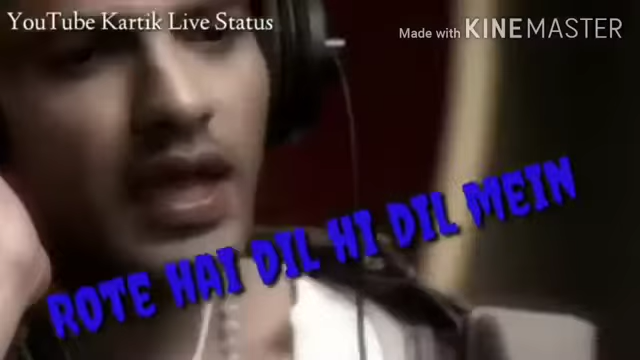 YouTube Kartik Live Status
Made with KINEMASTER
ROTE HAI DIL HI DIL MEIN